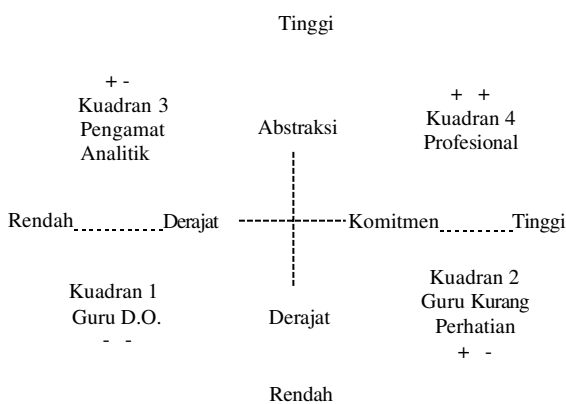 Tinggi
+ -
Kuadran 3
Pengamat
Analitik
Abstraksi
+ +
Kuadran 4
Profesional
Rendah Derajat Komitmen Tinggi
Kuadran 1
Guru D.O.
- -
Derajat
Kuadran 2
Guru Kurang
Perhatian
+ -
Rendah